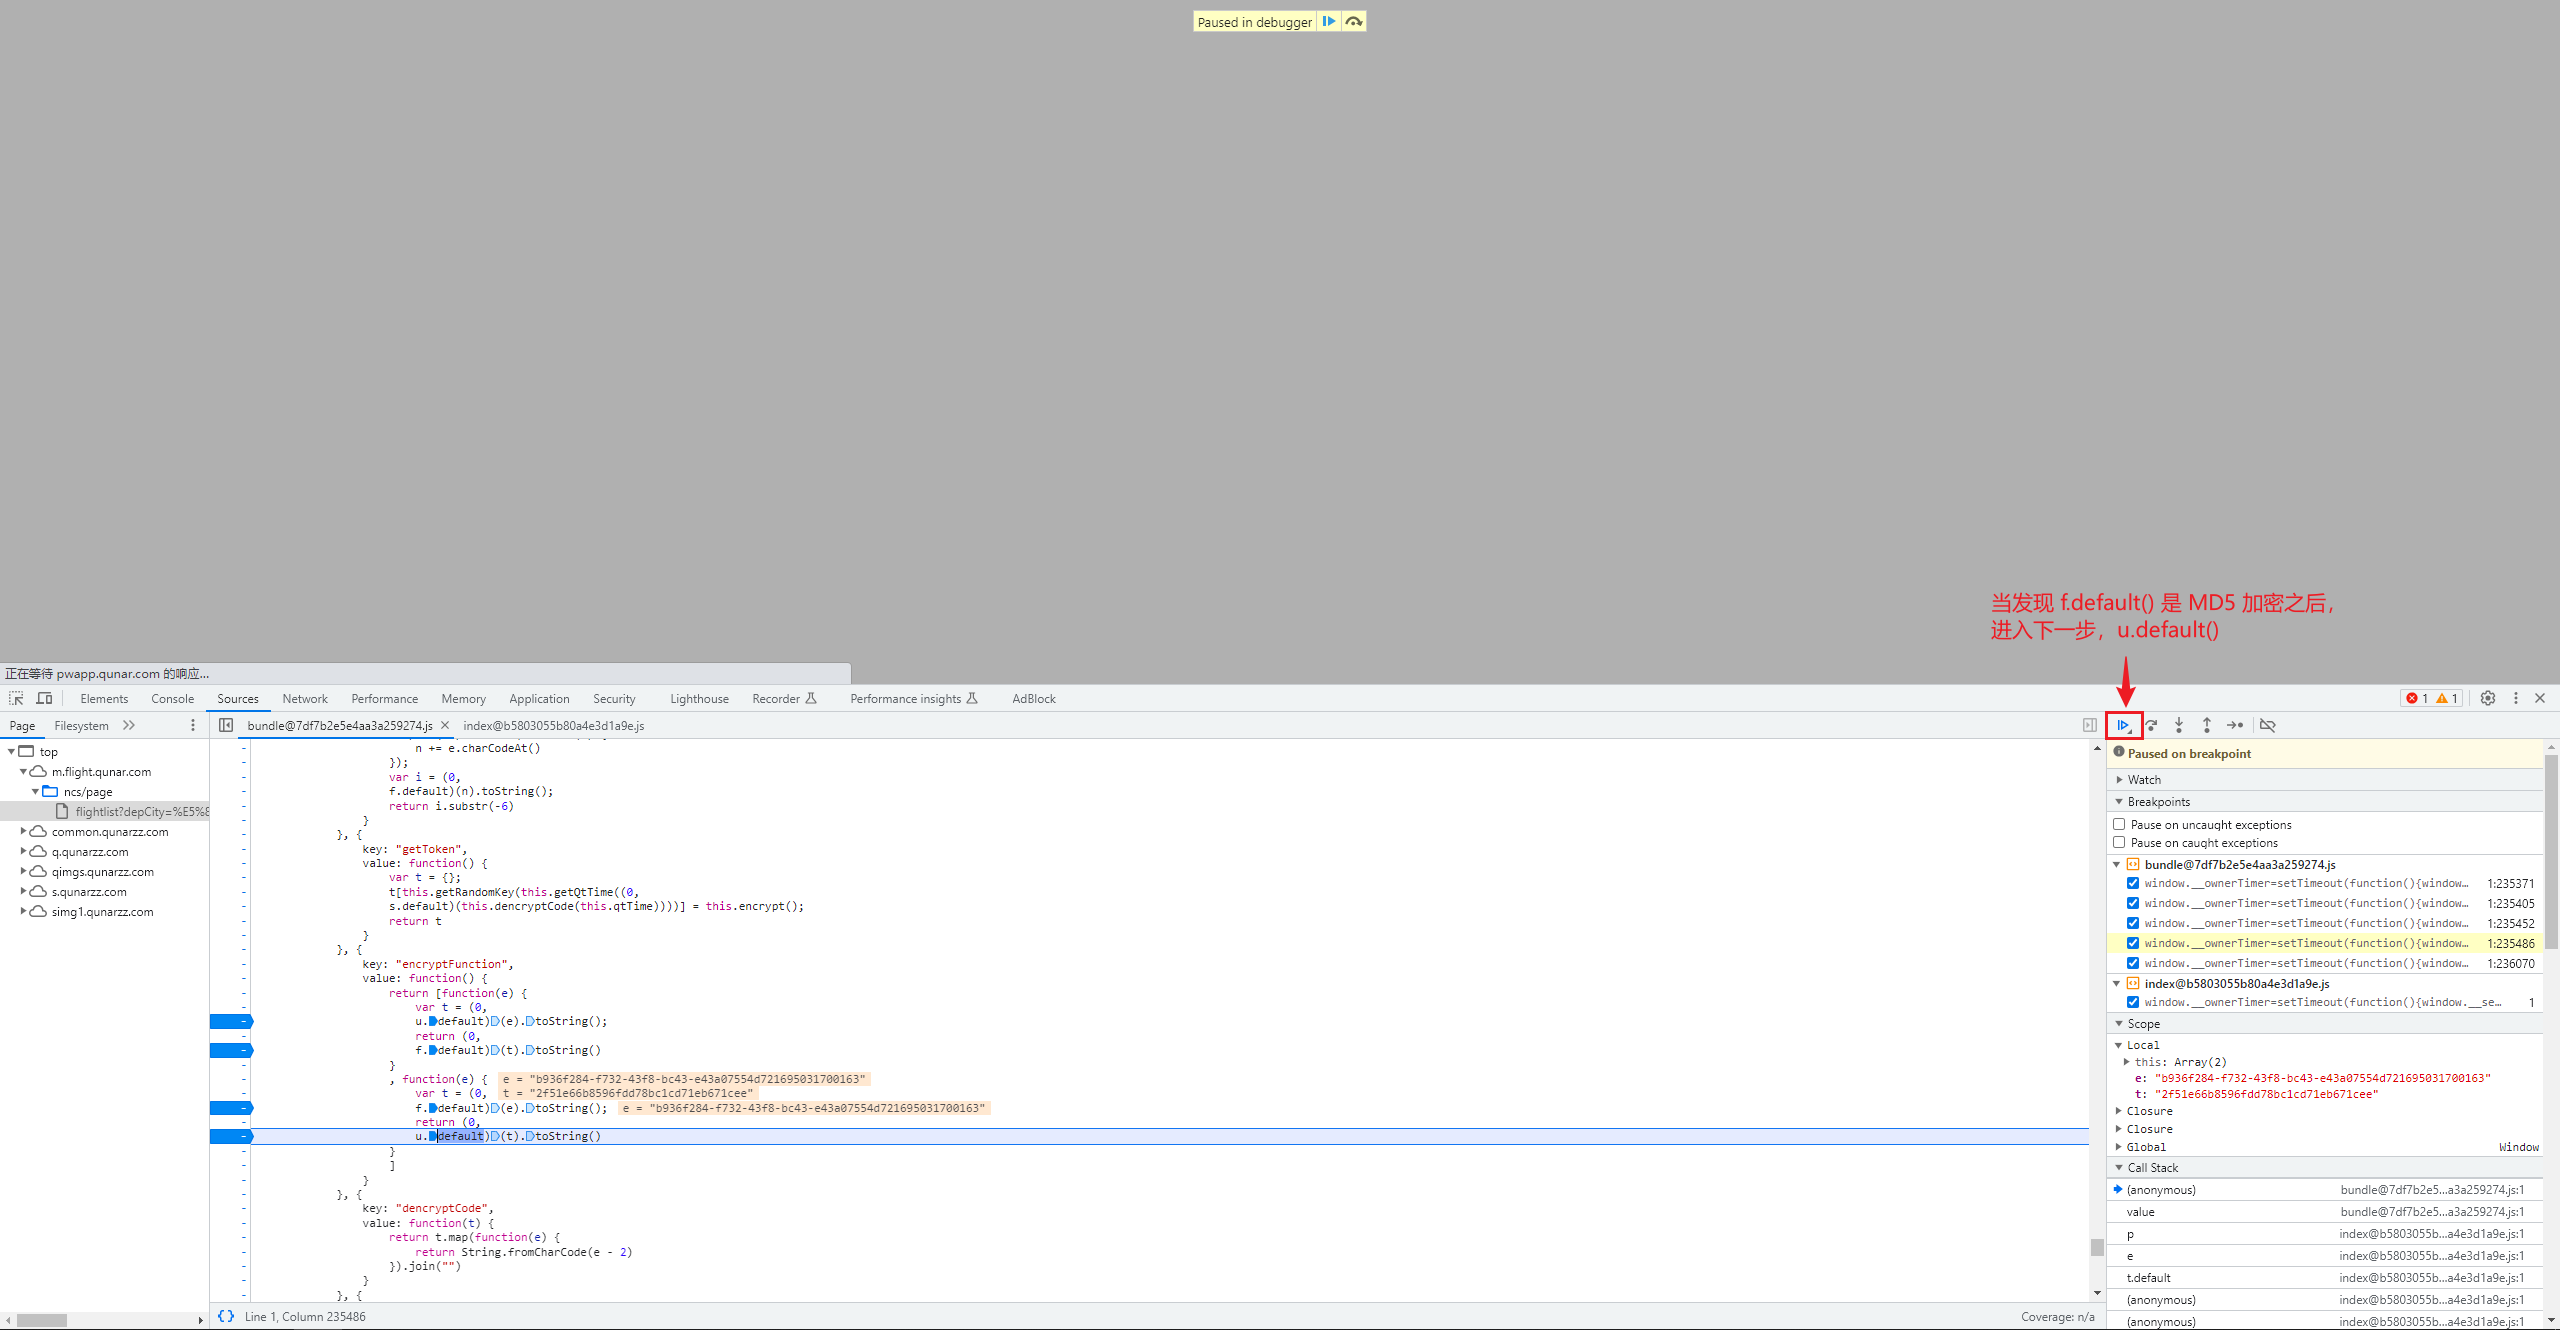 Paused in debugger
当发现 f.default() 是 MD5 加密之后，
进入下一步，u.default()
正在等待 pwapp.qunar.com 的响应...
Elements Console Sources Network Performance Memory Application Security Lighthouse Recorder Performance insights AdBlock 1 1
Page Filesystem
bundle@7df7b2e5e4aa3a259274.js index@b5803055b80a4e3d1a9e.js
top
m.flight.qunar.com
ncs/page
flightlist?depCity=%E5%8
common.qunarzz.com
q.qunarzz.com
qimgs.qunarzz.com
s.qunarzz.com
simg1.qunarzz.com
n += e.charCodeAt()
});
var i = (0,
f.default)(n).toString();
return i.substr(-6)
}
}, {
key: "getToken",
value: function() {
var t = {};
t[this.getRandomKey(this.getQtTime((0,
s.default)(this.dencryptCode(this.qtTime))))] = this.encrypt();
return t
}
}, {
key: "encryptFunction",
value: function() {
return [function(e) {
var t = (0,
u.default)(e).toString();
return (0,
f.default)(t).toString()
}
, function(e) { e = "b936f284-f732-43f8-bc43-e43a07554d721695031700163"
var t = (0, t = "2f51e66b8596fdd78bc1cd71eb671cee"
f.default)(e).toString(); e = "b936f284-f732-43f8-bc43-e43a07554d721695031700163"
return (0,
u.default)(t).toString()
}
]
}
}, {
key: "dencryptCode",
value: function(t) {
return t.map(function(e) {
return String.fromCharCode(e - 2)
}).join("")
}
}, {
{} Line 1, Column 235486
Coverage: n/a
Paused on breakpoint
Watch
Breakpoints
Pause on uncaught exceptions
Pause on caught exceptions
bundle@7df7b2e5e4aa3a259274.js
window.__ownerTimer=setTimeout(function(){window… 1:235371
window.__ownerTimer=setTimeout(function(){window… 1:235405
window.__ownerTimer=setTimeout(function(){window… 1:235452
window.__ownerTimer=setTimeout(function(){window… 1:235486
window.__ownerTimer=setTimeout(function(){window… 1:236070
index@b5803055b80a4e3d1a9e.js
window.__ownerTimer=setTimeout(function(){window.__se… 1
Scope
Local
this: Array(2)
e: "b936f284-f732-43f8-bc43-e43a07554d721695031700163"
t: "2f51e66b8596fdd78bc1cd71eb671cee"
Closure
Closure
Global Window
Call Stack
(anonymous) bundle@7df7b2e5...a3a259274.js:1
value bundle@7df7b2e5...a3a259274.js:1
p index@b5803055b...a4e3d1a9e.js:1
e index@b5803055b...a4e3d1a9e.js:1
t.default index@b5803055b...a4e3d1a9e.js:1
(anonymous) index@b5803055b...a4e3d1a9e.js:1
(anonymous) index@b5803055b...a4e3d1a9e.js:1